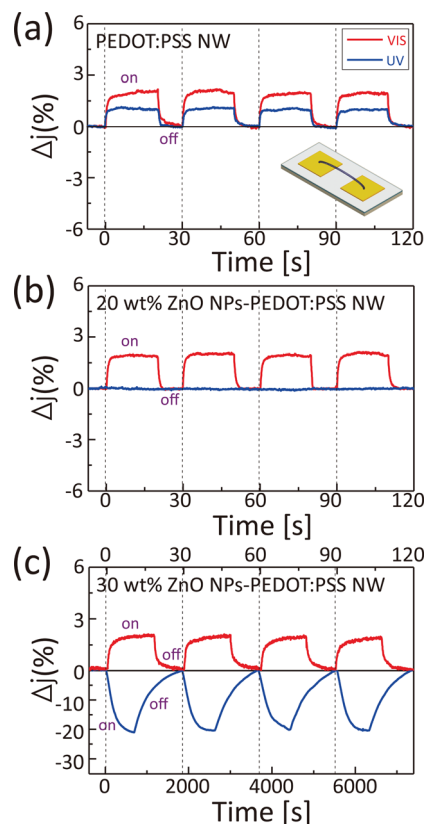 (a)
PEDOT:PSS NW
VIS
UV
on
off
Δj(%)
6
3
0
3
6
0
30
60
90
120
Time [s]
(b)
20 wt% ZnO NPs-PEDOT:PSS NW
on
off
Δj(%)
6
3
0
-3
6
0
30
60
90
120
Time [s]
(c)
0
30
60
90
120
30 wt% ZnO NPs-PEDOT:PSS NW
on
off
off
on
Δj(%)
6
3
0
-10
-20
-30
0
2000
4000
6000
Time [s]